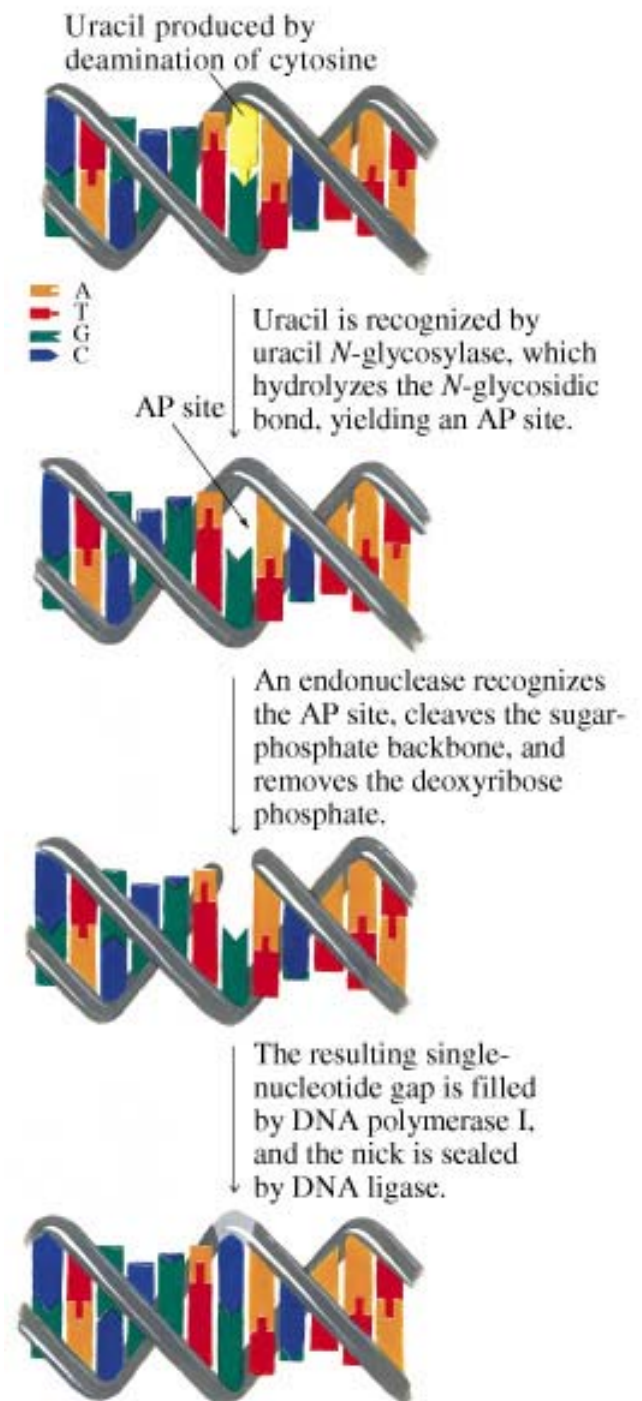 Uracil produced by
deamination of cytosine
A
T
G
C
Uracil is recognized by
uracil N-glycosylase, which
hydrolyzes the N-glycosidic
bond, yielding an AP site.
AP site
An endonuclease recognizes
the AP site, cleaves the sugar-
phosphate backbone, and
removes the deoxyribose
phosphate.
The resulting single-
nucleotide gap is filled
by DNA polymerase I,
and the nick is sealed
by DNA ligase.